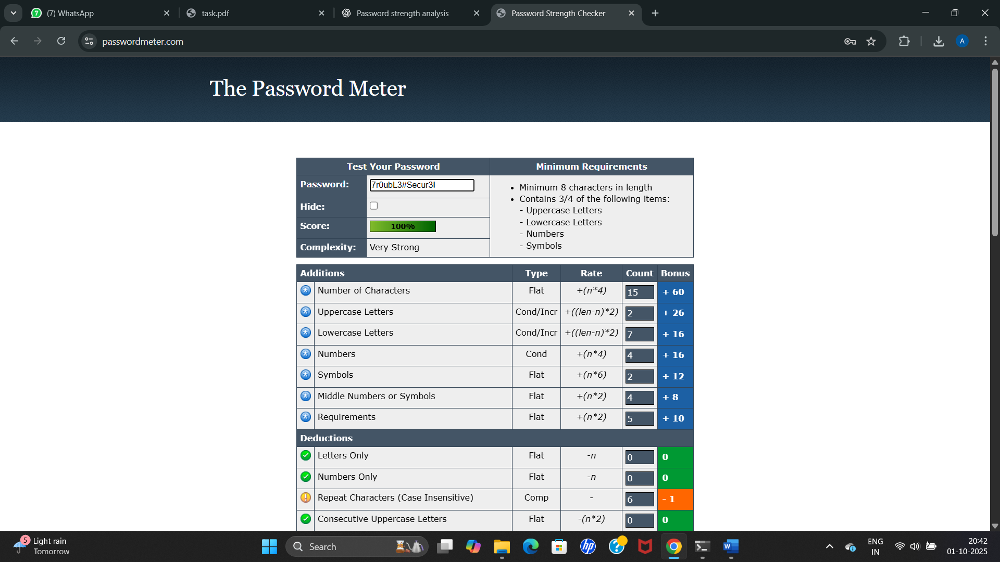 (7) WhatsApp
task.pdf
Password strength analysis
Password Strength Checker
passwordmeter.com
A
The Password Meter
Test Your Password
Minimum Requirements
Password:
7r0ubL3#Secur3!
Hide:
Score:
100%
Complexity:
Very Strong
• Minimum 8 characters in length
• Contains 3/4 of the following items:
- Uppercase Letters
- Lowercase Letters
- Numbers
- Symbols
Additions Type Rate Count Bonus
Number of Characters Flat +(n*4) 15 + 60
Uppercase Letters Cond/Incr +((len-n)*2) 2 + 26
Lowercase Letters Cond/Incr +((len-n)*2) 7 + 16
Numbers Cond +(n*4) 4 + 16
Symbols Flat +(n*6) 2 + 12
Middle Numbers or Symbols Flat +(n*2) 4 + 8
Requirements Flat +(n*2) 5 + 10
Deductions
Letters Only Flat -n 0 0
Numbers Only Flat -n 0 0
Repeat Characters (Case Insensitive) Comp - 6 - 1
Consecutive Uppercase Letters Flat -(n*2) 0 0
5
Light rain
Tomorrow
Search
hp
W
ENG
IN
20:42
01-10-2025